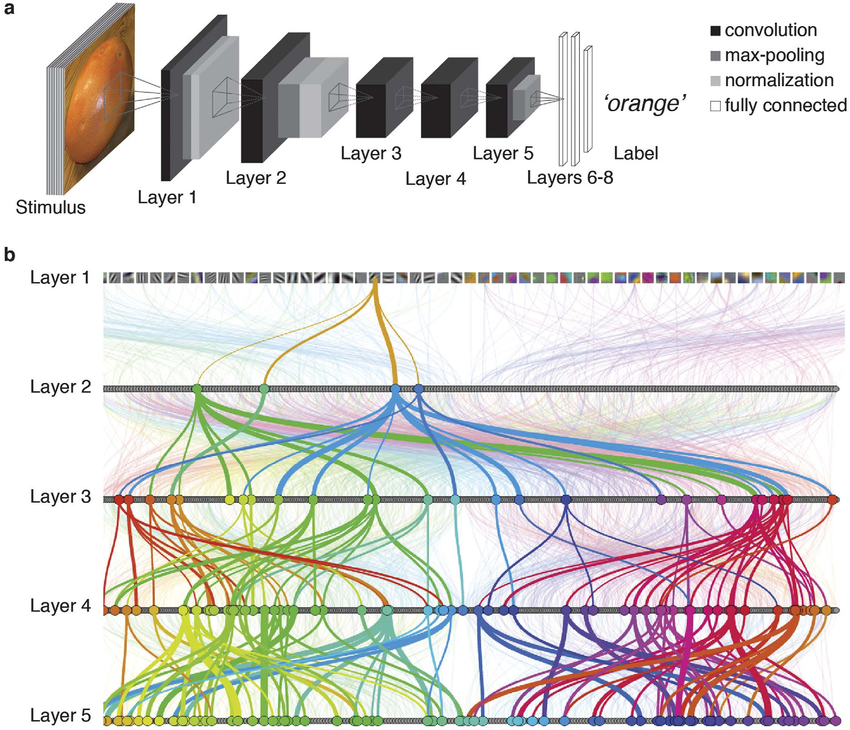 a
convolution
max-pooling
normalization
fully connected
'orange'
Layer 3
Layer 5
Label
Layer 2
Layer 4
Layers 6-8
Layer 1
Stimulus
b
Layer 1
Layer 2
Layer 3
Layer 4
Layer 5